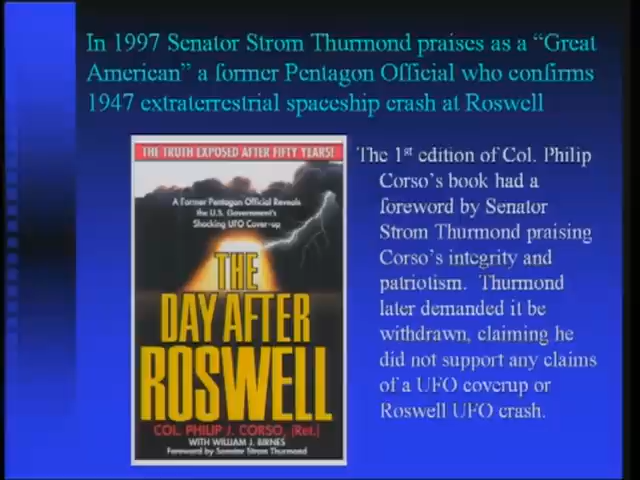 In 1997 Senator Strom Thurmond praises as a “Great
American” a former Pentagon Official who confirms
1947 extraterrestrial spaceship crash at Roswell
THE TRUTH EXPOSED AFTER FIFTY YEARS!
A Former Pentagon Official Reveals
the U.S. Government's
Shocking UFO Cover-up
THE
DAY AFTER
ROSWELL
COL. PHILIP J. CORSO, (Ret.)
WITH WILLIAM J. BIRNES
Foreword by Senator Strom Thurmond
The 1st edition of Col. Philip
Corso’s book had a
foreword by Senator
Strom Thurmond praising
Corso’s integrity and
patriotism. Thurmond
later demanded it be
withdrawn, claiming he
did not support any claims
of a UFO coverup or
Roswell UFO crash.